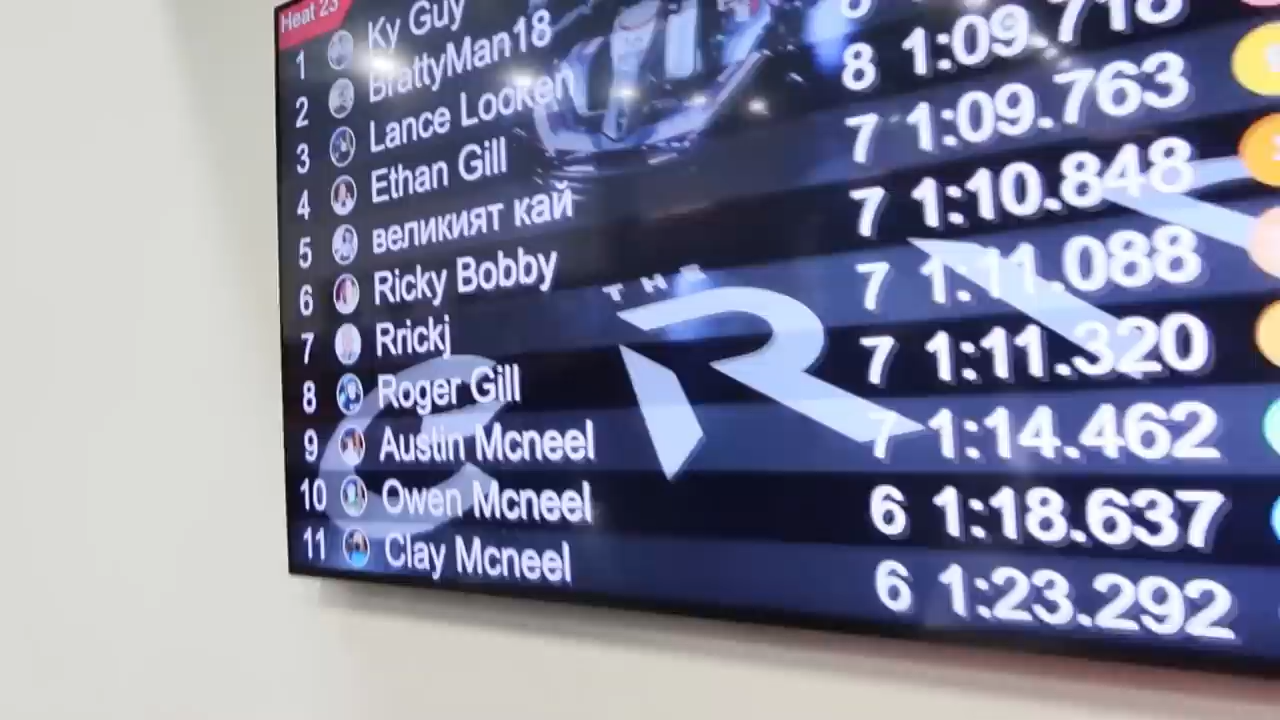 Heat 23
1 Ky Guy
2 BrattyMan18
3 Lance Looken
4 Ethan Gill 8 1:09.718
5 великият кай 7 1:09.763
6 Ricky Bobby 7 1:10.848
7 Rrickj 7 1:11.088
8 Roger Gill 7 1:11.320
9 Austin Mcneel 7 1:14.462
10 Owen Mcneel 6 1:18.637
11 Clay Mcneel 6 1:23.292
THE